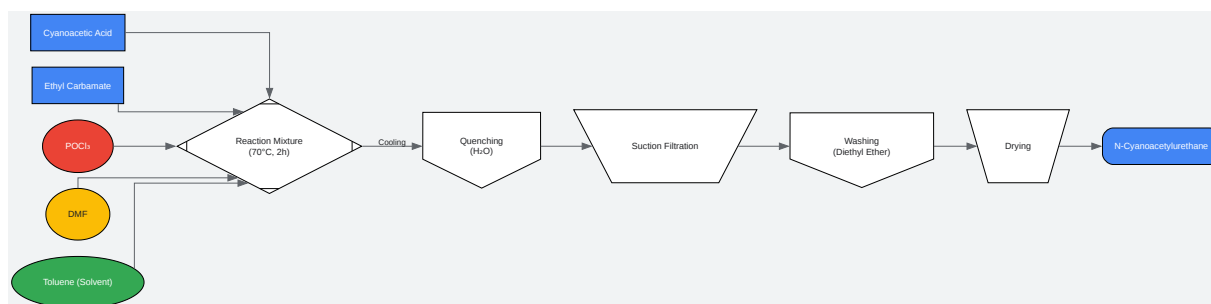 Cyanoacetic Acid
Ethyl Carbamate
POCl₃
DMF
Toluene (Solvent)
Reaction Mixture
(70°C, 2h)
Cooling
Quenching
(H₂O)
Suction Filtration
Washing
(Diethyl Ether)
Drying
N-Cyanoacetylurethane